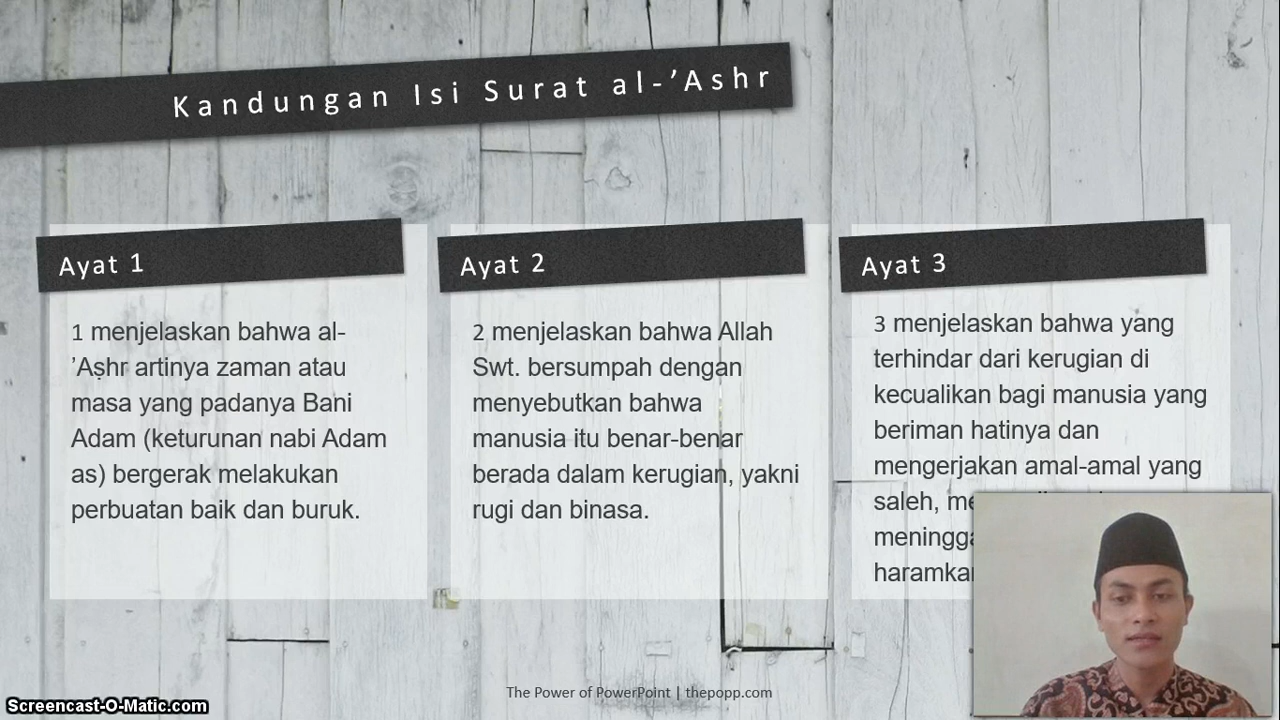 Kandungan Isi Surat al-’Ashr
Ayat 1
1 menjelaskan bahwa al-
’Aṣhr artinya zaman atau
masa yang padanya Bani
Adam (keturunan nabi Adam
as) bergerak melakukan
perbuatan baik dan buruk.
Ayat 2
2 menjelaskan bahwa Allah
Swt. bersumpah dengan
menyebutkan bahwa
manusia itu benar-benar
berada dalam kerugian, yakni
rugi dan binasa.
Ayat 3
3 menjelaskan bahwa yang
terhindar dari kerugian di
kecualikan bagi manusia yang
beriman hatinya dan
mengerjakan amal-amal yang
saleh,
The Power of PowerPoint | thepopp.com
Screencast-O-Matic.com